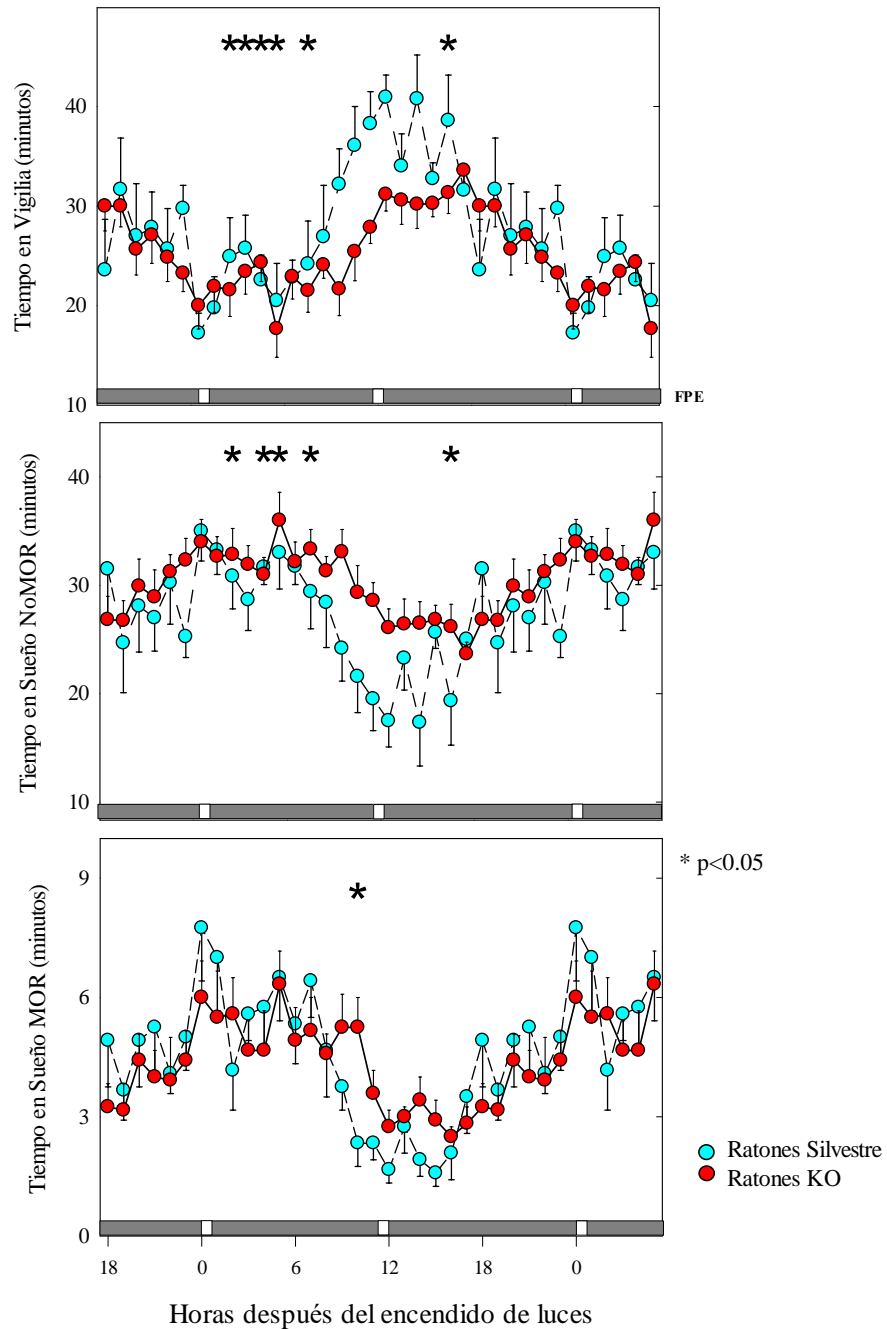 * * * * * *
Tiempo en Vigilia (minutos)
40
30
20
10
FPE
* * * * *
Tiempo en Sueño NoMOR (minutos)
40
30
20
10
*
* p<0.05
Tiempo en Sueño MOR (minutos)
9
6
3
0
Ratones Silvestre
Ratones KO
18 0 6 12 18 0
Horas después del encendido de luces